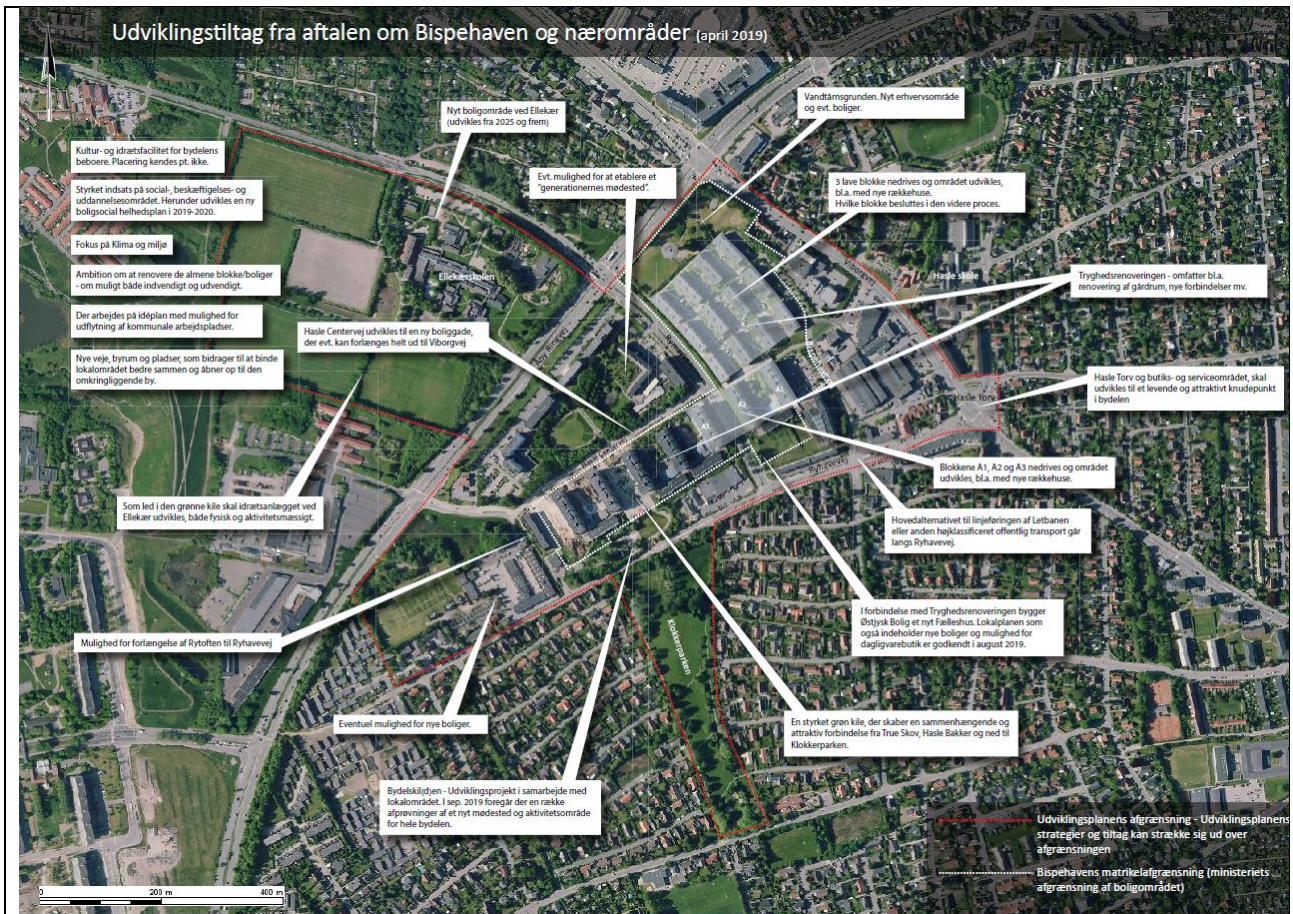 Udviklingstiltag fra aftalen om Bispehaven og nærområder (april 2019)
Nyt boligområde ved Ellekær
(udvikles fra 2025 og frem)
Vandtårnsgrunden. Nyt erhvervsområde
og evt. boliger.
Kultur- og idrætsfacilitet for bydelens
beboere. Placering kendes pt. ikke.
Evt. mulighed for at etablere et
"generationernes mødested".
3 lave blokke nedrives og området udvikles,
bl.a. med nye rækkehuse.
Hvilke blokke besluttes i den videre proces.
Styrket indsats på social-, beskæftigelses- og
uddannelsesområdet. Herunder udvikles en ny
boligsocial helhedsplan i 2019-2020.
Fokus på Klima og miljø
Ellekærskolen
Viborgvej
Hasle skole
Ambition om at renovere de almene blokke/boliger
- om muligt både indvendigt og udvendigt.
Tryghedsrenoveringen - omfatter bl.a.
renovering af gårdrum, nye forbindelser mv.
Der arbejdes på idéplan med mulighed for
udflytning af kommunale arbejdspladser.
Hasle Centervej udvikles til en ny boliggade,
der evt. kan forlænges helt ud til Viborgvej
Åby Ringvej
Nye veje, byrum og pladser, som bidrager til at binde
lokalområdet bedre sammen og åbner op til den
omkringliggende by.
Hasle Torv og butiks- og serviceområdet, skal
udvikles til et levende og attraktivt knudepunkt
i bydelen
Hasle Torv
A2
A3
A1
Hasle Centervej
Ryhavevej
Blokkene A1, A2 og A3 nedrives og området
udvikles, bl.a. med nye rækkehuse.
Som led i den grønne kile skal idrætsanlægget ved
Ellekær udvikles, både fysisk og aktivitetsmæssigt.
Hovedalternativet til linjeføringen af Letbanen
eller anden højklassificeret offentlig transport går
langs Ryhavevej.
I forbindelse med Tryghedsrenoveringen bygger
Østjysk Bolig et nyt Fælleshus. Lokalplanen som
også indeholder nye boliger og mulighed for
dagligvarebutik er godkendt i august 2019.
Mulighed for forlængelse af Rytoften til Ryhavevej
Klokkerparken
Eventuel mulighed for nye boliger.
En styrket grøn kile, der skaber en sammenhængende og
attraktiv forbindelse fra True Skov, Hasle Bakker og ned til
Klokkerparken.
Bydelskil(d)en - Udviklingsprojekt i samarbejde med
lokalområdet. I sep. 2019 foregår der en række
afprøvninger af et nyt mødested og aktivitetsområde
for hele bydelen.
Udviklingsplanens afgrænsning - Udviklingsplanens
strategier og tiltag kan strække sig ud over
afgrænsningen
Bispehavens matrikelafgrænsning (ministeriets
afgrænsning af boligområdet)
0 200 m 400 m